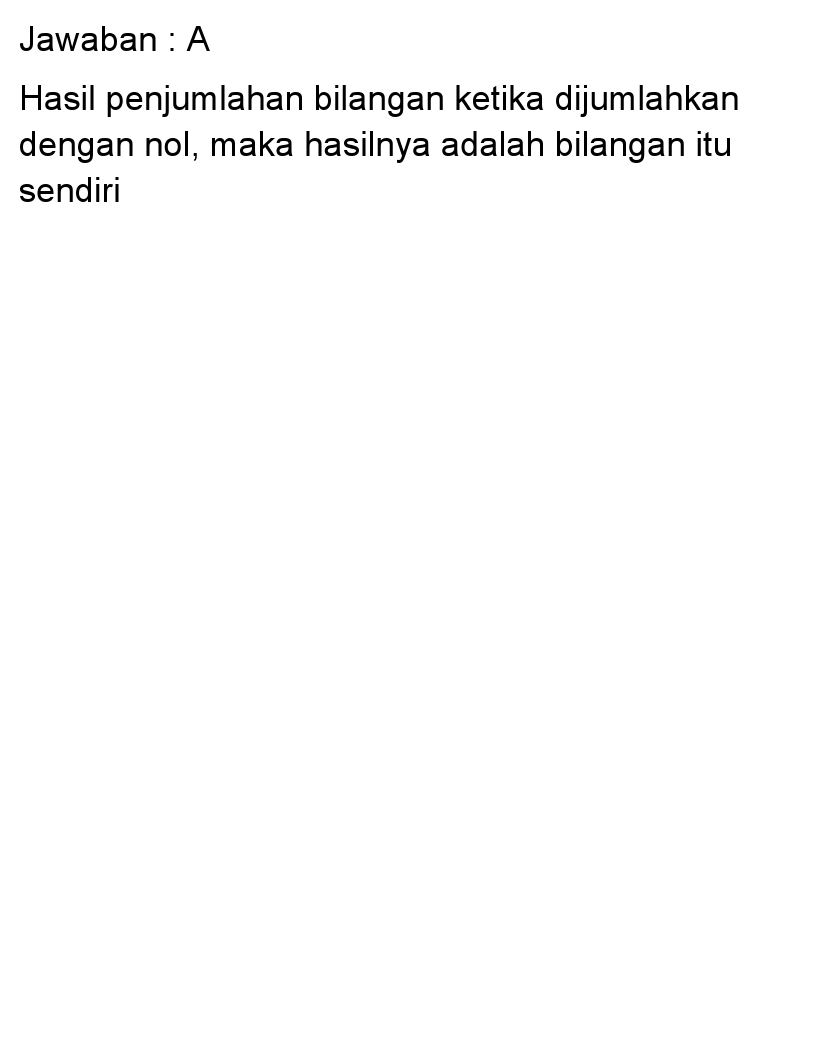 Jawaban : A
Hasil penjumlahan bilangan ketika dijumlahkan
dengan nol, maka hasilnya adalah bilangan itu
sendiri